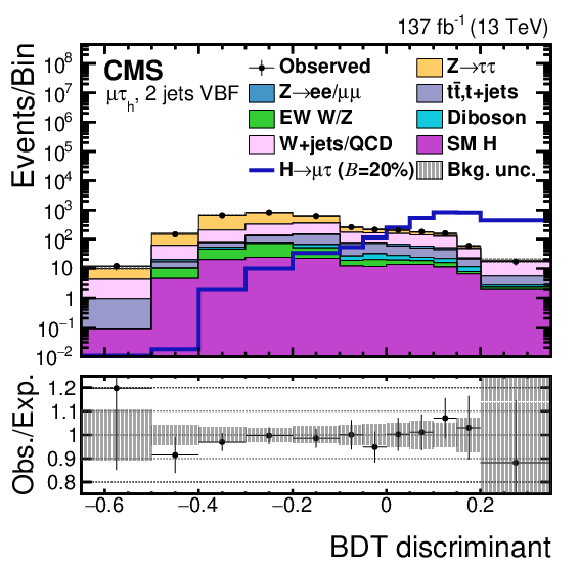 137 fb⁻¹ (13 TeV)
Events/Bin
10⁸
10⁷
10⁶
10⁵
10⁴
10³
10²
10
1
10⁻¹
10⁻²
CMS
μτₕ, 2 jets VBF
Observed
Z→ττ
Z→ee/μμ
tt̄,t+jets
EW W/Z
Diboson
W+jets/QCD
SM H
H→μτ (B=20%)
Bkg. unc.
Obs./Exp.
1.2
1.1
1
0.9
0.8
−0.6 −0.4 −0.2 0 0.2
BDT discriminant